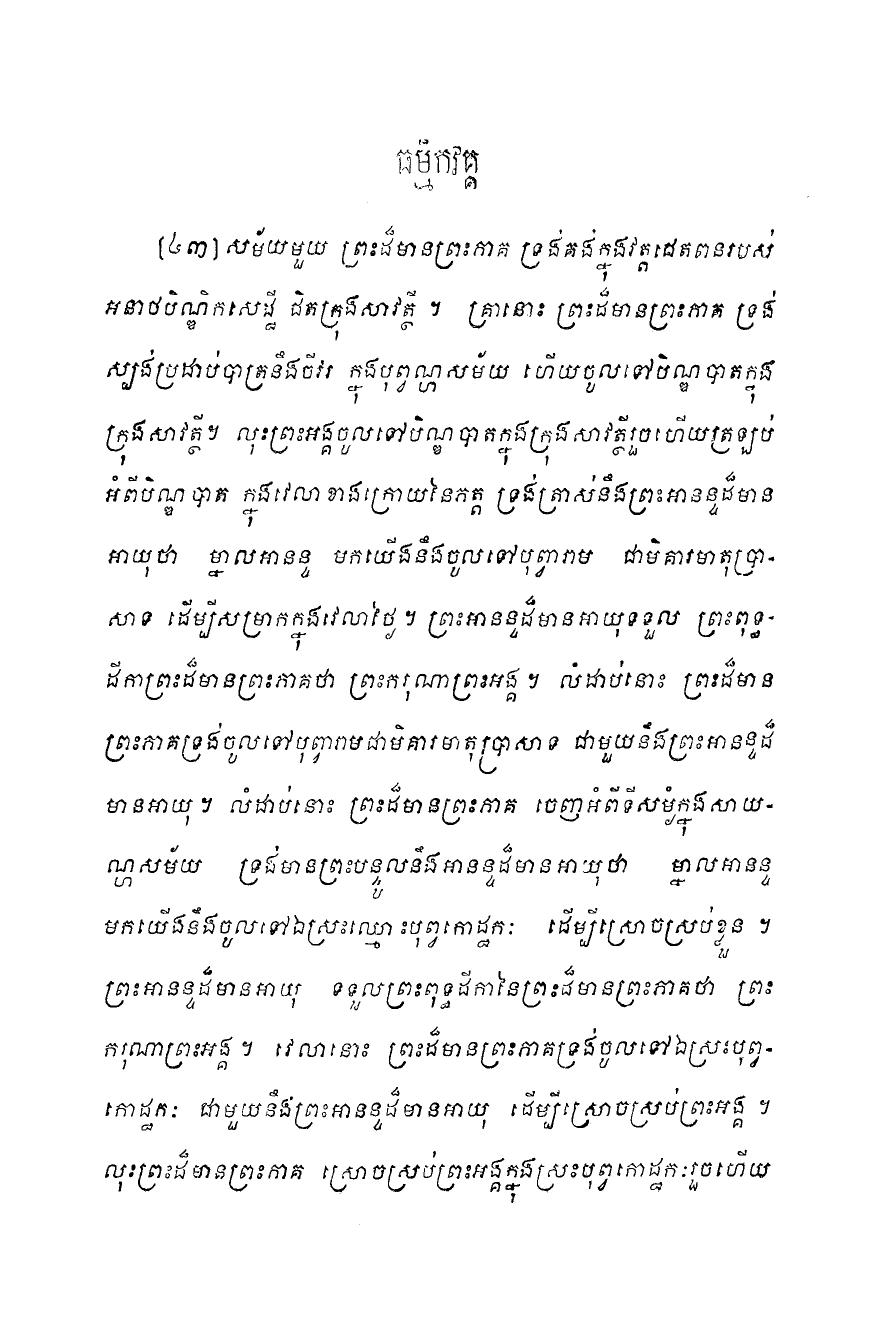 ធម្មិកវគ្គ
[៤៣] សម័យមួយ ព្រះដ៏មានព្រះភាគ ទ្រង់គង់ក្នុងវត្តជេតពនរបស់
អនាថបិណ្ឌិកសេដ្ឋី ជិតក្រុងសាវត្ថី ។ គ្រានោះ ព្រះដ៏មានព្រះភាគ ទ្រង់
ស្បង់ប្រដាប់បាត្រនឹងចីវរ ក្នុងបុព្វណ្ហសម័យ ហើយចូលទៅបិណ្ឌបាតក្នុង
ក្រុងសាវត្ថី។ លុះព្រះអង្គចូលទៅបិណ្ឌបាតក្នុងក្រុងសាវត្ថីរួចហើយត្រឡប់
អំពីបិណ្ឌបាត ក្នុងវេលាខាងក្រោយនៃភត្ត ទ្រង់ត្រាស់នឹងព្រះអានន្ទដ៏មាន
អាយុថា ម្នាលអានន្ទ មកយើងនឹងចូលទៅបុព្វារាម ជាមិគារមាតុប្រា-
សាទ ដើម្បីសម្រាកក្នុងវេលាថ្ងៃ ។ ព្រះអានន្ទដ៏មានអាយុទទួល ព្រះពុទ្ធ-
ដីកាព្រះដ៏មានព្រះភាគថា ព្រះករុណាព្រះអង្គ ។ លំដាប់នោះ ព្រះដ៏មាន
ព្រះភាគទ្រង់ចូលទៅបុព្វារាមជាមិគារមាតុប្រាសាទ ជាមួយនឹងព្រះអានន្ទដ៏
មានអាយុ ។ លំដាប់នោះ ព្រះដ៏មានព្រះភាគ ចេញអំពីទីសម្ងំក្នុងសាយ-
ណ្ហសម័យ ទ្រង់មានព្រះបន្ទូលនឹងអានន្ទដ៏មានអាយុថា ម្នាលអានន្ទ
មកយើងនឹងចូលទៅឯស្រះឈ្មោះបុព្វកោដ្ឋកៈ ដើម្បីស្រោចស្រប់ខ្លួន ។
ព្រះអានន្ទដ៏មានអាយុ ទទួលព្រះពុទ្ធដីកានៃព្រះដ៏មានព្រះភាគថា ព្រះ
ករុណាព្រះអង្គ ។ វេលានោះ ព្រះដ៏មានព្រះភាគទ្រង់ចូលទៅឯស្រះបុព្វ-
កោដ្ឋកៈ ជាមួយនឹងព្រះអានន្ទដ៏មានអាយុ ដើម្បីស្រោចស្រប់ព្រះអង្គ ។
លុះព្រះដ៏មានព្រះភាគ ស្រោចស្រប់ព្រះអង្គក្នុងស្រះបុព្វកោដ្ឋកៈរួចហើយ